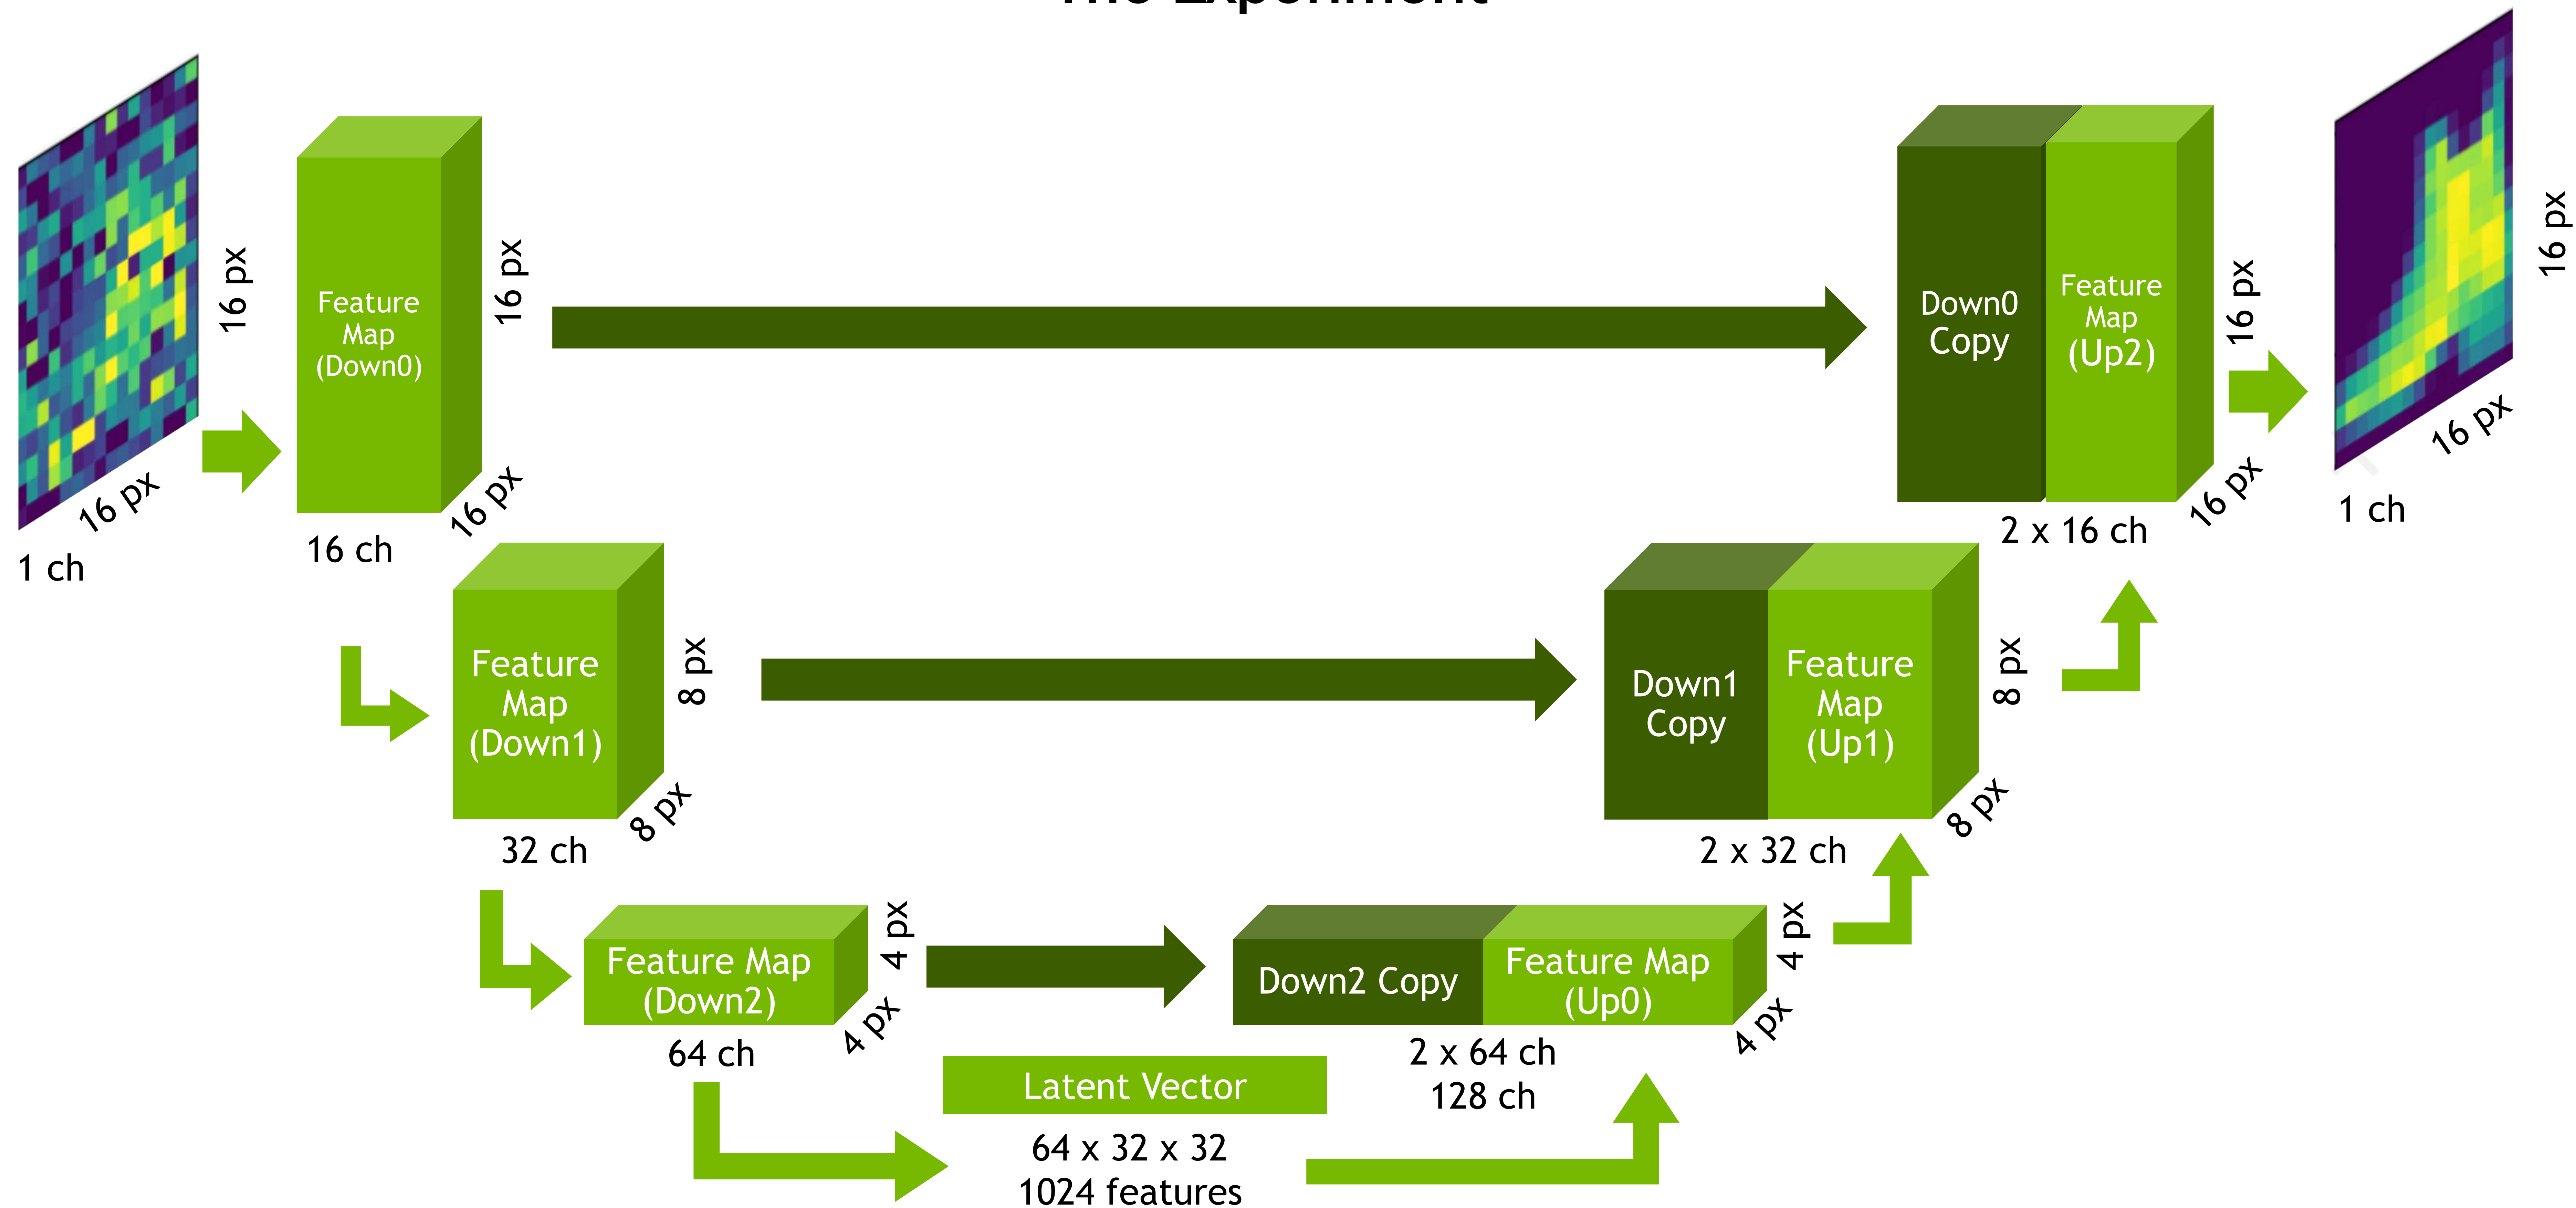 The Experiment
16 px
16 px
1 ch
Feature
Map
(Down0)
16 px
16 px
16 ch
Down0
Copy
Feature
Map
(Up2)
16 px
16 px
2 x 16 ch
16 px
16 px
1 ch
Feature
Map
(Down1)
8 px
8 px
32 ch
Down1
Copy
Feature
Map
(Up1)
8 px
8 px
2 x 32 ch
Feature Map
(Down2)
4 px
4 px
64 ch
Down2 Copy
Feature Map
(Up0)
4 px
4 px
2 x 64 ch
128 ch
Latent Vector
64 x 32 x 32
1024 features